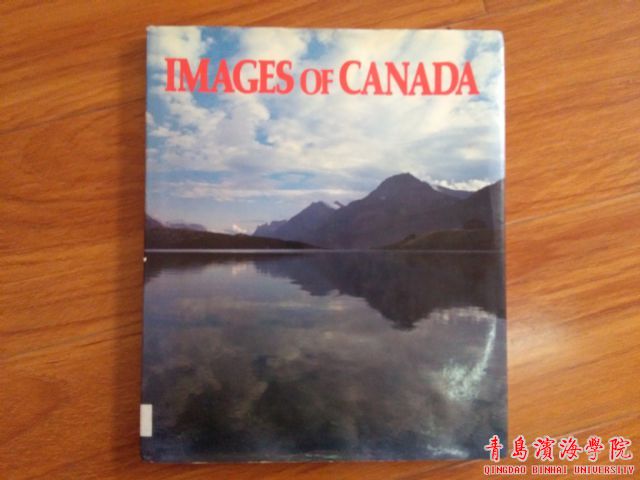 IMAGES OF CANADA
青島濱海學院
QINGDAO BINHAI UNIVERSITY